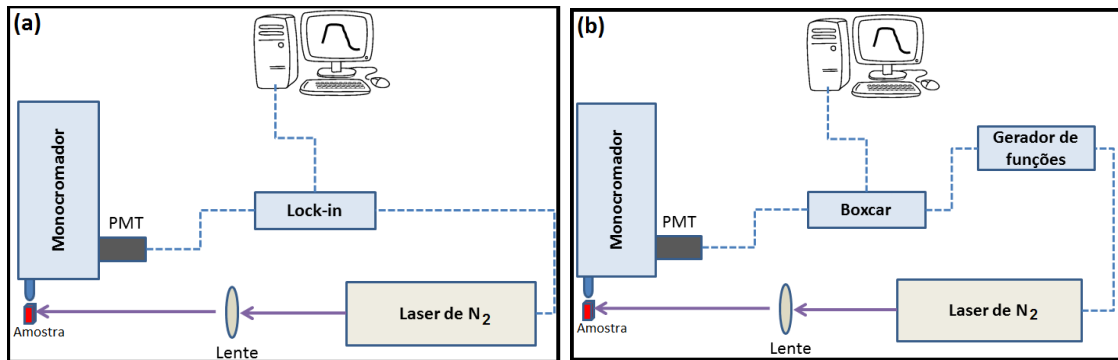 (a)
Monocromador
PMT
Lock-in
Laser de N2
Lente
Amostra
(b)
Gerador de
funções
Monocromador
PMT
Boxcar
Laser de N2
Lente
Amostra